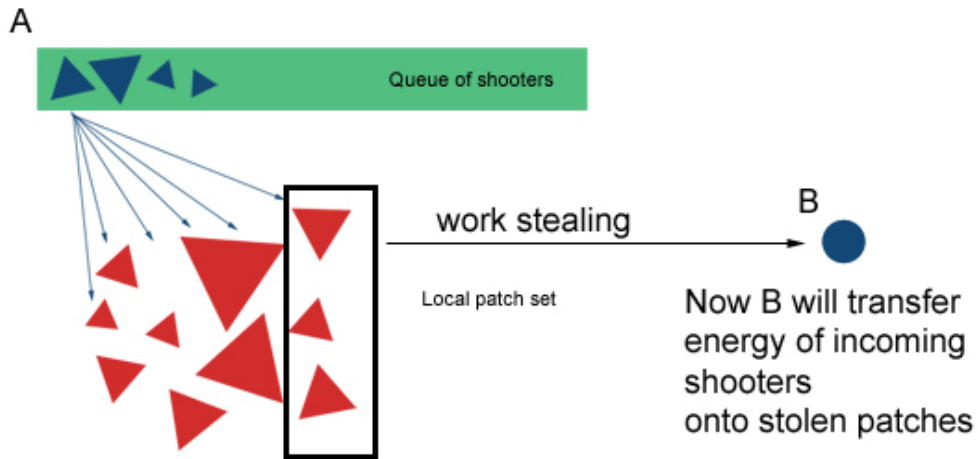 A
Queue of shooters
work stealing
B
Local patch set
Now B will transfer
energy of incoming
shooters
onto stolen patches